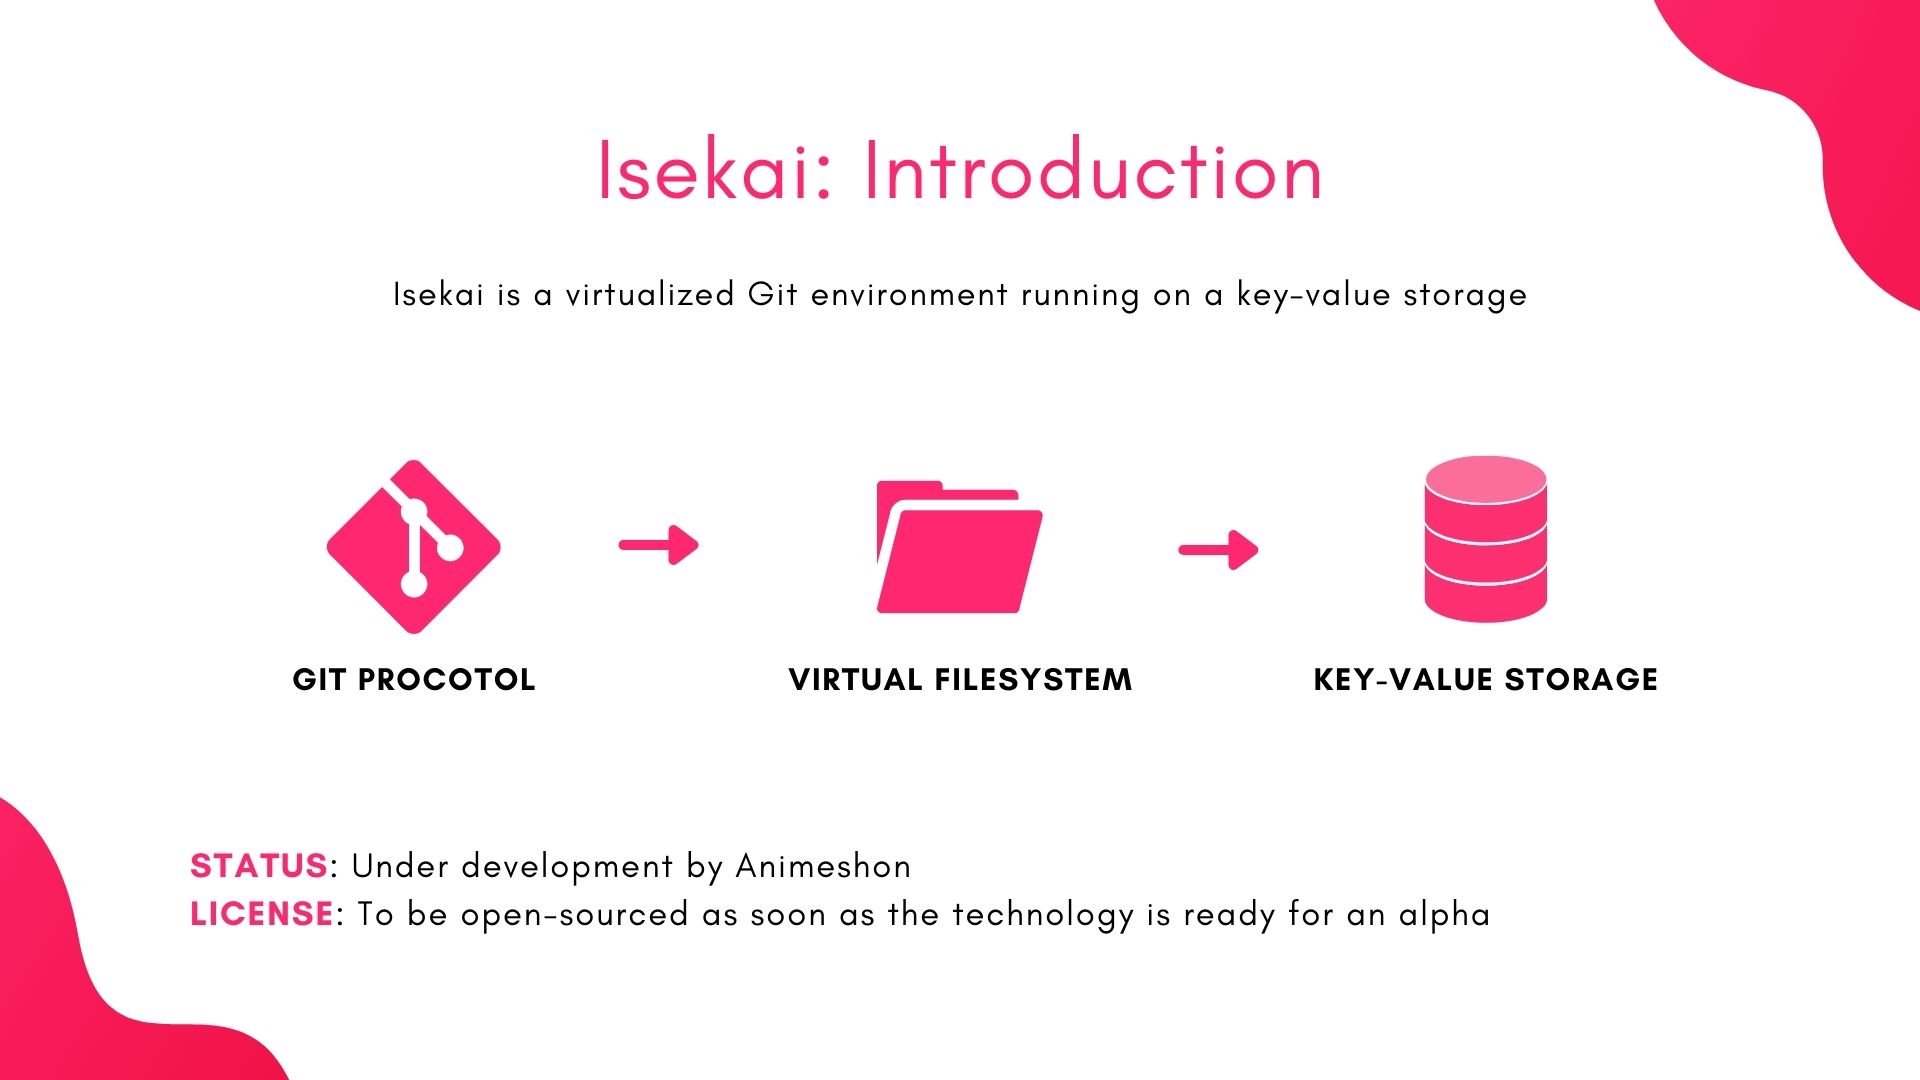 Isekai: Introduction
Isekai is a virtualized Git environment running on a key-value storage
GIT PROCOTOL
VIRTUAL FILESYSTEM
KEY-VALUE STORAGE
STATUS: Under development by Animeshon
LICENSE: To be open-sourced as soon as the technology is ready for an alpha